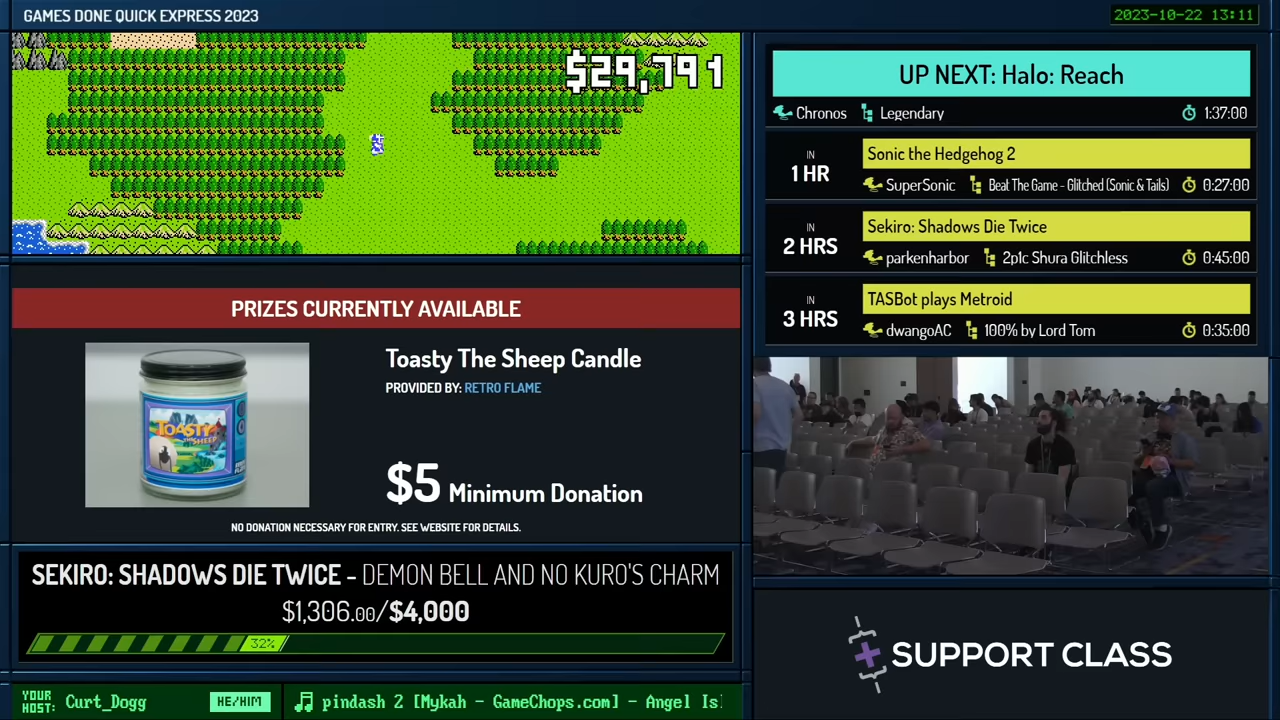 GAMES DONE QUICK EXPRESS 2023
2023-10-22 13:11
$29,791
UP NEXT: Halo: Reach
Chronos Legendary 1:37:00
IN
1 HR
Sonic the Hedgehog 2
SuperSonic Beat The Game - Glitched (Sonic & Tails) 0:27:00
IN
2 HRS
Sekiro: Shadows Die Twice
parkenharbor 2p1c Shura Glitchless 0:45:00
IN
3 HRS
TASBot plays Metroid
dwangoAC 100% by Lord Tom 0:35:00
PRIZES CURRENTLY AVAILABLE
TOASTY
THE SHEEP
Toasty The Sheep Candle
PROVIDED BY: RETRO FLAME
$5 Minimum Donation
NO DONATION NECESSARY FOR ENTRY. SEE WEBSITE FOR DETAILS.
SEKIRO: SHADOWS DIE TWICE - DEMON BELL AND NO KURO'S CHARM
$1,306.00/$4,000
32%
SUPPORT CLASS
YOUR
HOST: Curt_Dogg HE/HIM
pindash 2 [Mykah - GameChops.com] - Angel Isl